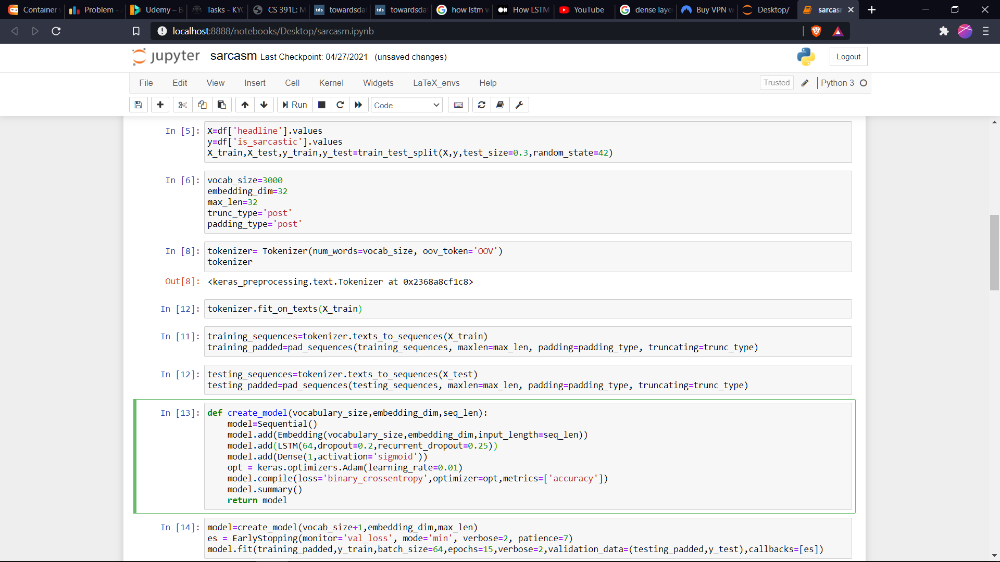 Container
Problem -
Udemy – B
Tasks - KYC
CS 391L: M
tds towardsda
tds towardsda
how lstm w
How LSTM
YouTube
dense laye
Buy VPN w
Desktop/
sarcasm
localhost:8888/notebooks/Desktop/sarcasm.ipynb
jupyter sarcasm Last Checkpoint: 04/27/2021 (unsaved changes)
Logout
File Edit View Insert Cell Kernel Widgets LaTeX_envs Help
Trusted Python 3
Run Code
In [5]: X=df['headline'].values
y=df['is_sarcastic'].values
X_train,X_test,y_train,y_test=train_test_split(X,y,test_size=0.3,random_state=42)
In [6]: vocab_size=3000
embedding_dim=32
max_len=32
trunc_type='post'
padding_type='post'
In [8]: tokenizer= Tokenizer(num_words=vocab_size, oov_token='OOV')
tokenizer
Out[8]: <keras_preprocessing.text.Tokenizer at 0x2368a8cf1c8>
In [12]: tokenizer.fit_on_texts(X_train)
In [11]: training_sequences=tokenizer.texts_to_sequences(X_train)
training_padded=pad_sequences(training_sequences, maxlen=max_len, padding=padding_type, truncating=trunc_type)
In [12]: testing_sequences=tokenizer.texts_to_sequences(X_test)
testing_padded=pad_sequences(testing_sequences, maxlen=max_len, padding=padding_type, truncating=trunc_type)
In [13]: def create_model(vocabulary_size,embedding_dim,seq_len):
model=Sequential()
model.add(Embedding(vocabulary_size,embedding_dim,input_length=seq_len))
model.add(LSTM(64,dropout=0.2,recurrent_dropout=0.25))
model.add(Dense(1,activation='sigmoid'))
opt = keras.optimizers.Adam(learning_rate=0.01)
model.compile(loss='binary_crossentropy',optimizer=opt,metrics=['accuracy'])
model.summary()
return model
In [14]: model=create_model(vocab_size+1,embedding_dim,max_len)
es = EarlyStopping(monitor='val_loss', mode='min', verbose=2, patience=7)
model.fit(training_padded,y_train,batch_size=64,epochs=15,verbose=2,validation_data=(testing_padded,y_test),callbacks=[es])